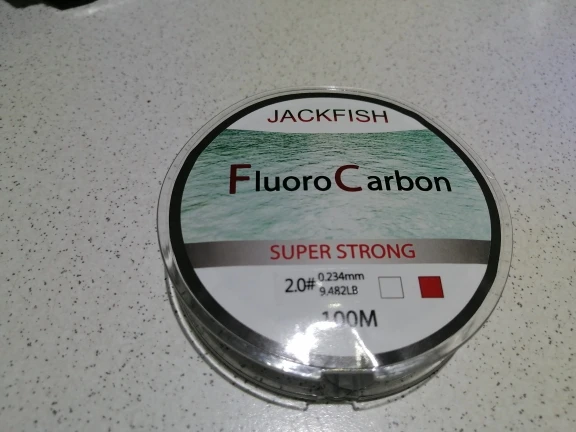 JACKFISH
FluoroCarbon
SUPER STRONG
2.0# 0.234mm
9.482LB
100M